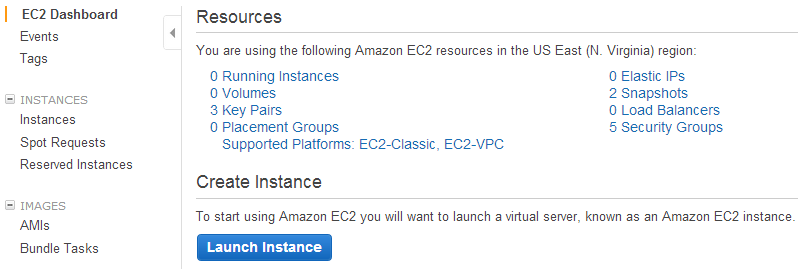 EC2 Dashboard
Events
Tags
INSTANCES
Instances
Spot Requests
Reserved Instances
IMAGES
AMIs
Bundle Tasks
Resources
You are using the following Amazon EC2 resources in the US East (N. Virginia) region:
0 Running Instances
0 Volumes
3 Key Pairs
0 Placement Groups
Supported Platforms: EC2-Classic, EC2-VPC
0 Elastic IPs
2 Snapshots
0 Load Balancers
5 Security Groups
Create Instance
To start using Amazon EC2 you will want to launch a virtual server, known as an Amazon EC2 instance.
Launch Instance